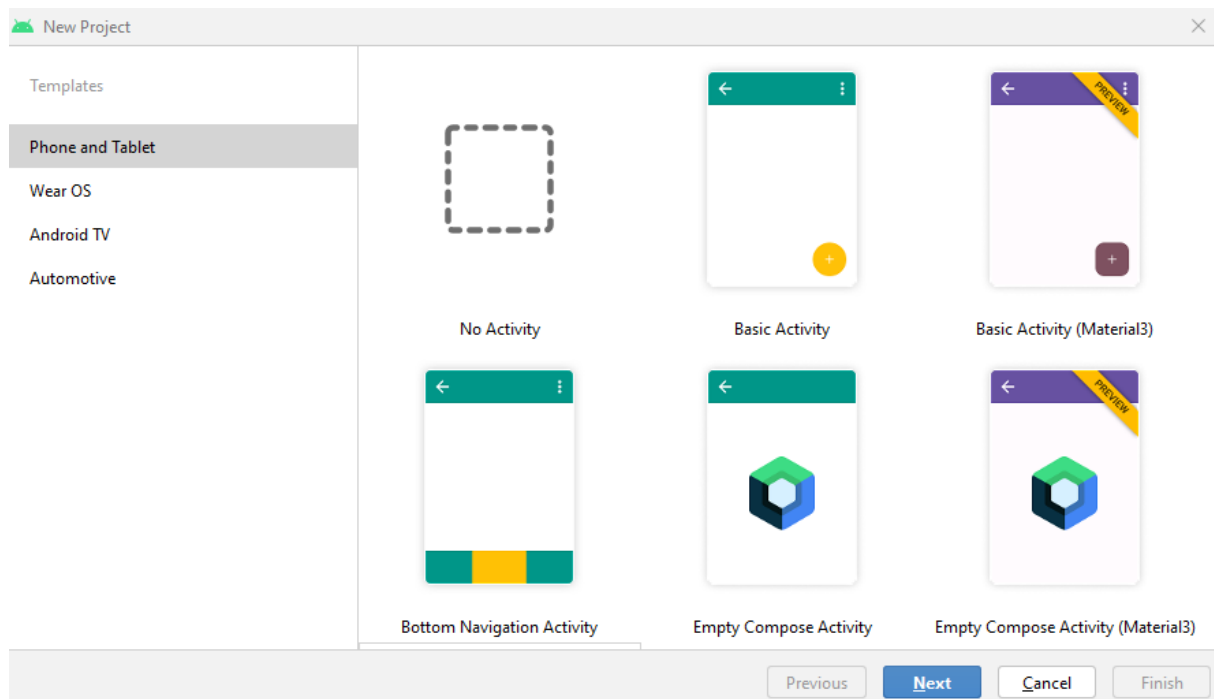 New Project
Templates
Phone and Tablet
Wear OS
Android TV
Automotive
No Activity
Basic Activity
PREVIEW
Basic Activity (Material3)
Bottom Navigation Activity
Empty Compose Activity
PREVIEW
Empty Compose Activity (Material3)
Previous
Next
Cancel
Finish